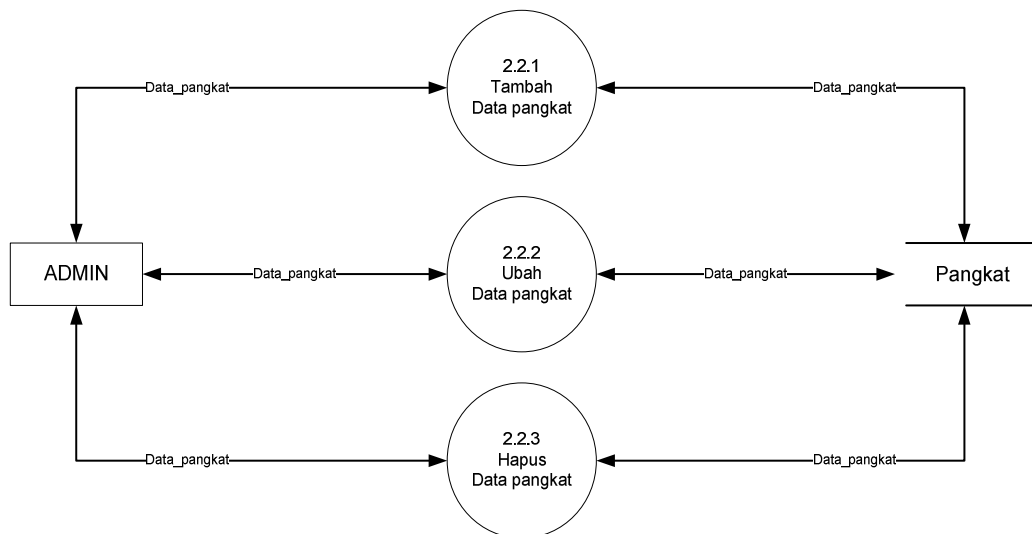 2.2.1
Tambah
Data pangkat
Data_pangkat
Data_pangkat
ADMIN
Data_pangkat
2.2.2
Ubah
Data pangkat
Data_pangkat
Pangkat
Data_pangkat
2.2.3
Hapus
Data pangkat
Data_pangkat